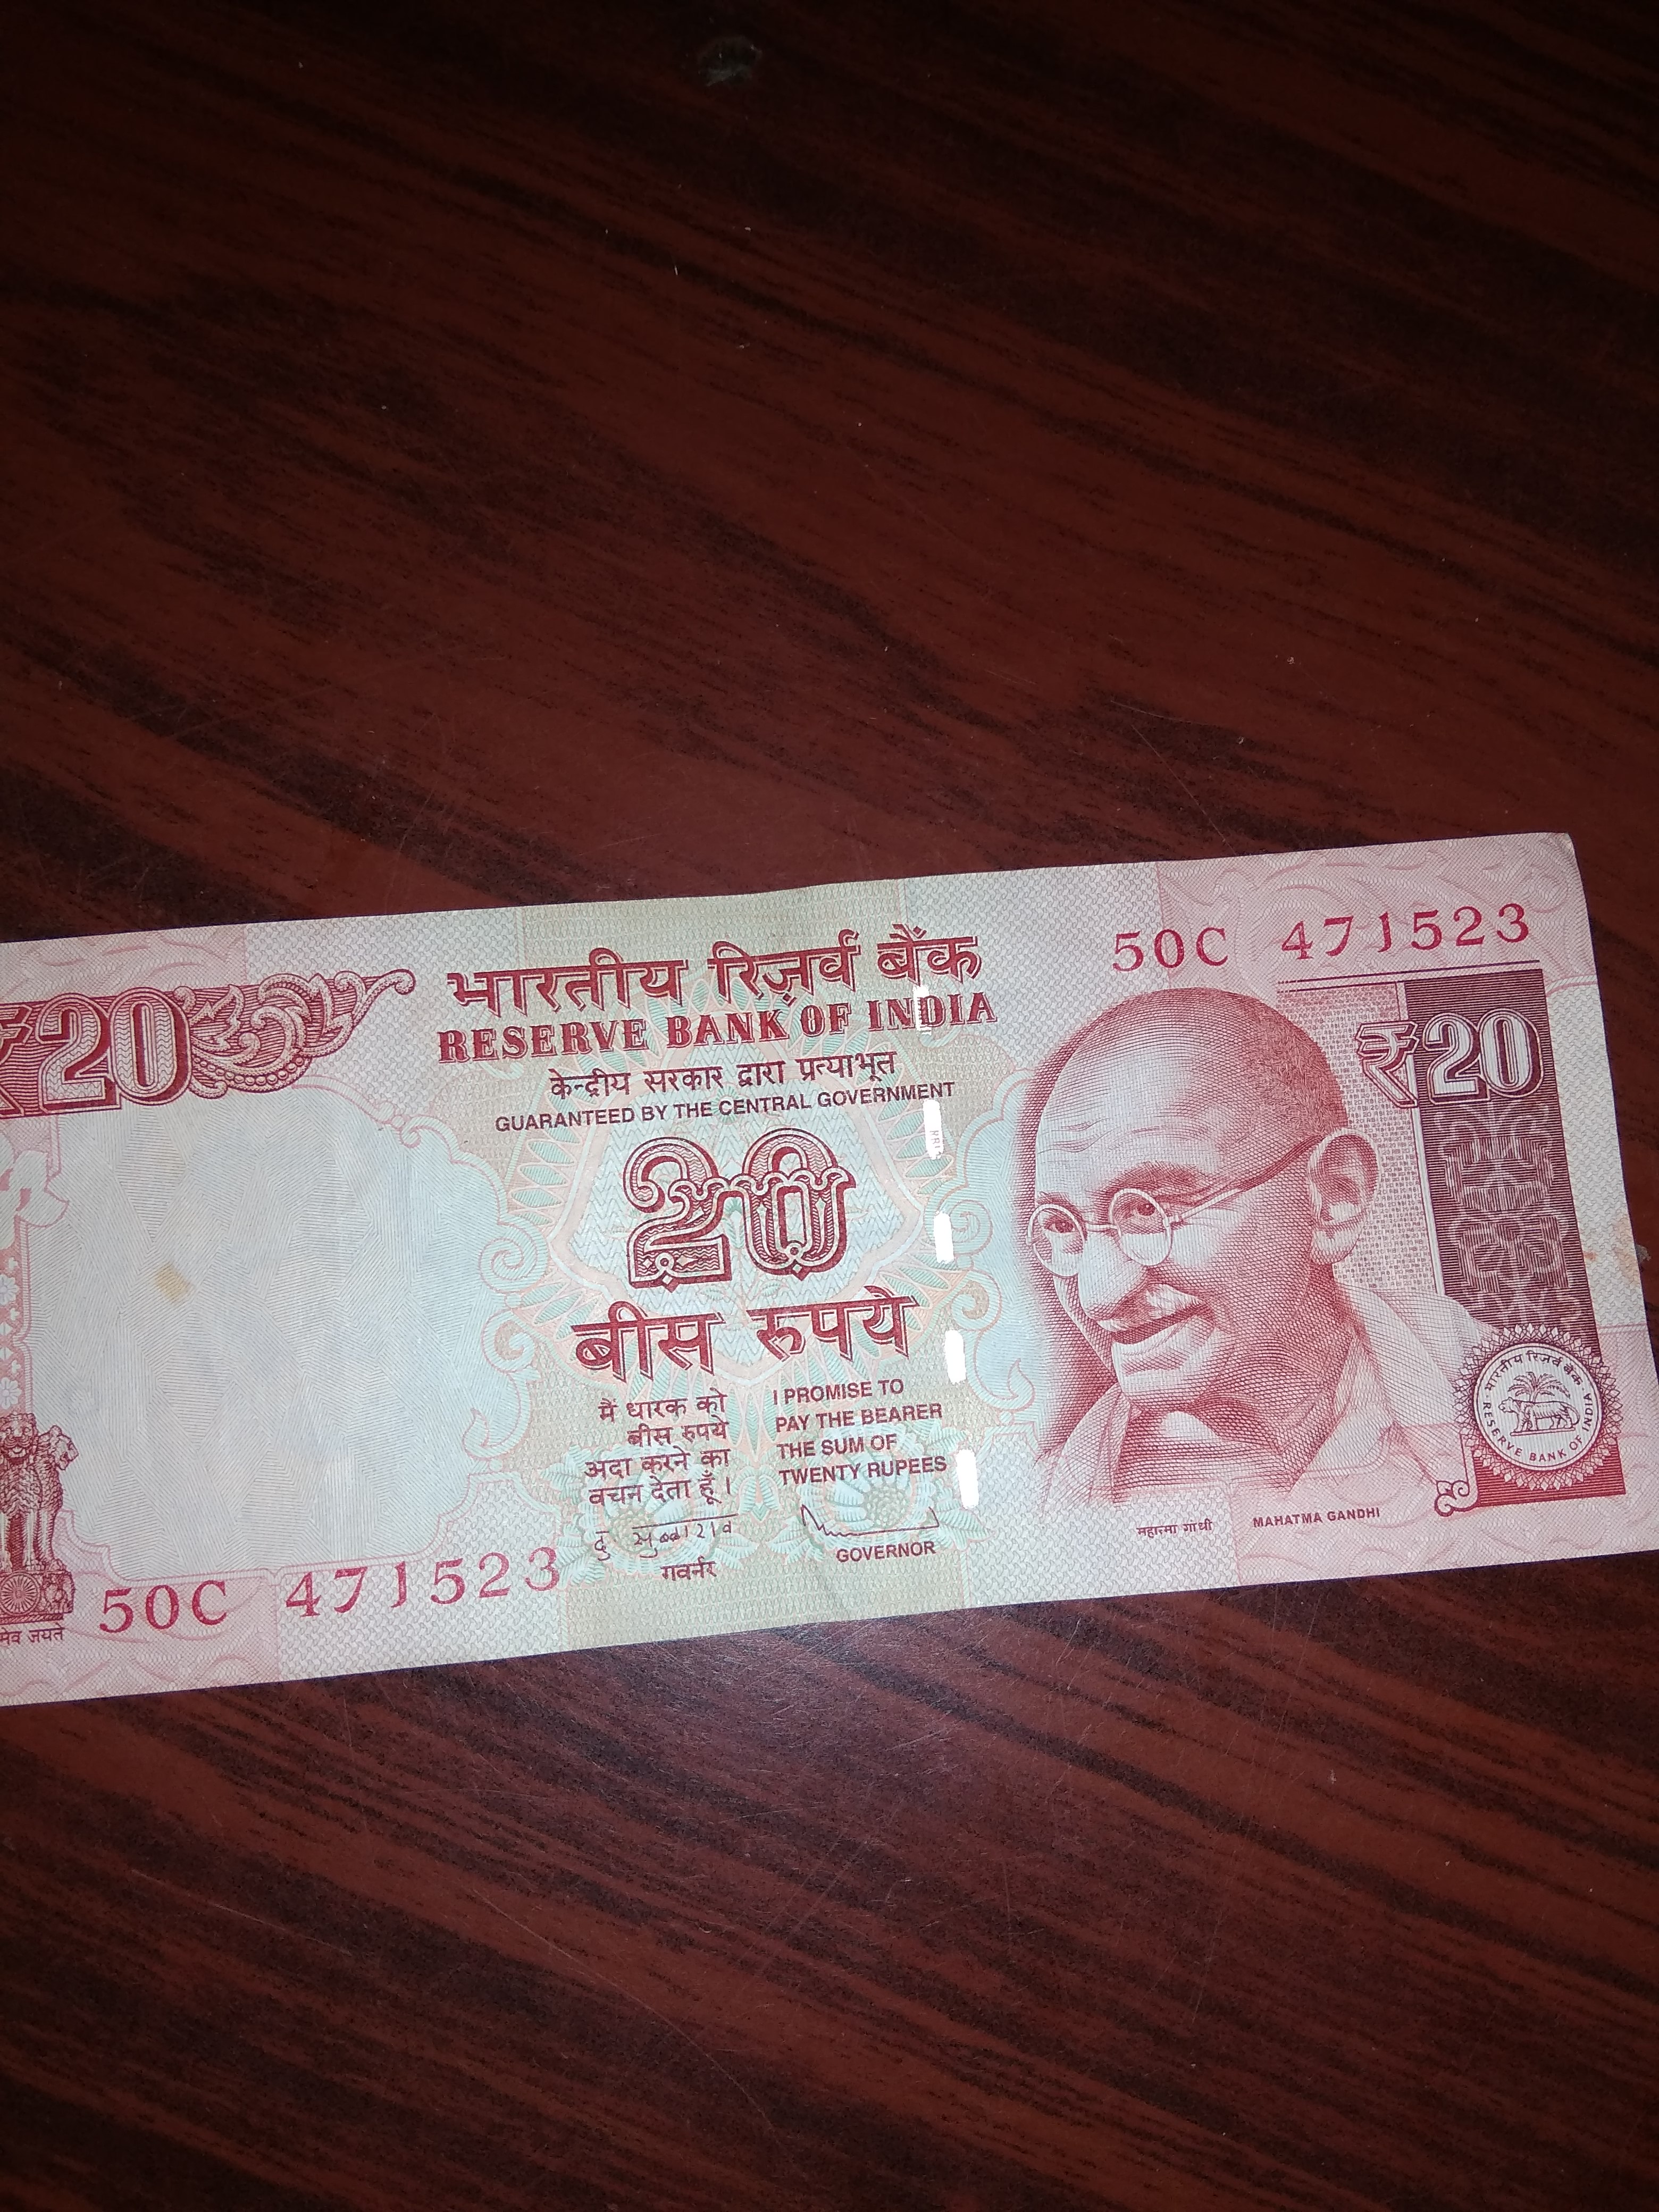 50C 471523
₹20
भारतीय रिज़र्व बैंक
RESERVE BANK OF INDIA
केन्द्रीय सरकार द्वारा प्रत्याभूत
GUARANTEED BY THE CENTRAL GOVERNMENT
₹20
20
बीस रुपये
मैं धारक को
बीस रुपये
अदा करने का
वचन देता हूँ।
गवर्नर
I PROMISE TO
PAY THE BEARER
THE SUM OF
TWENTY RUPEES
GOVERNOR
महात्मा गांधी
MAHATMA GANDHI
भारतीय रिज़र्व बैंक
RESERVE BANK OF INDIA
50C 471523
जयते